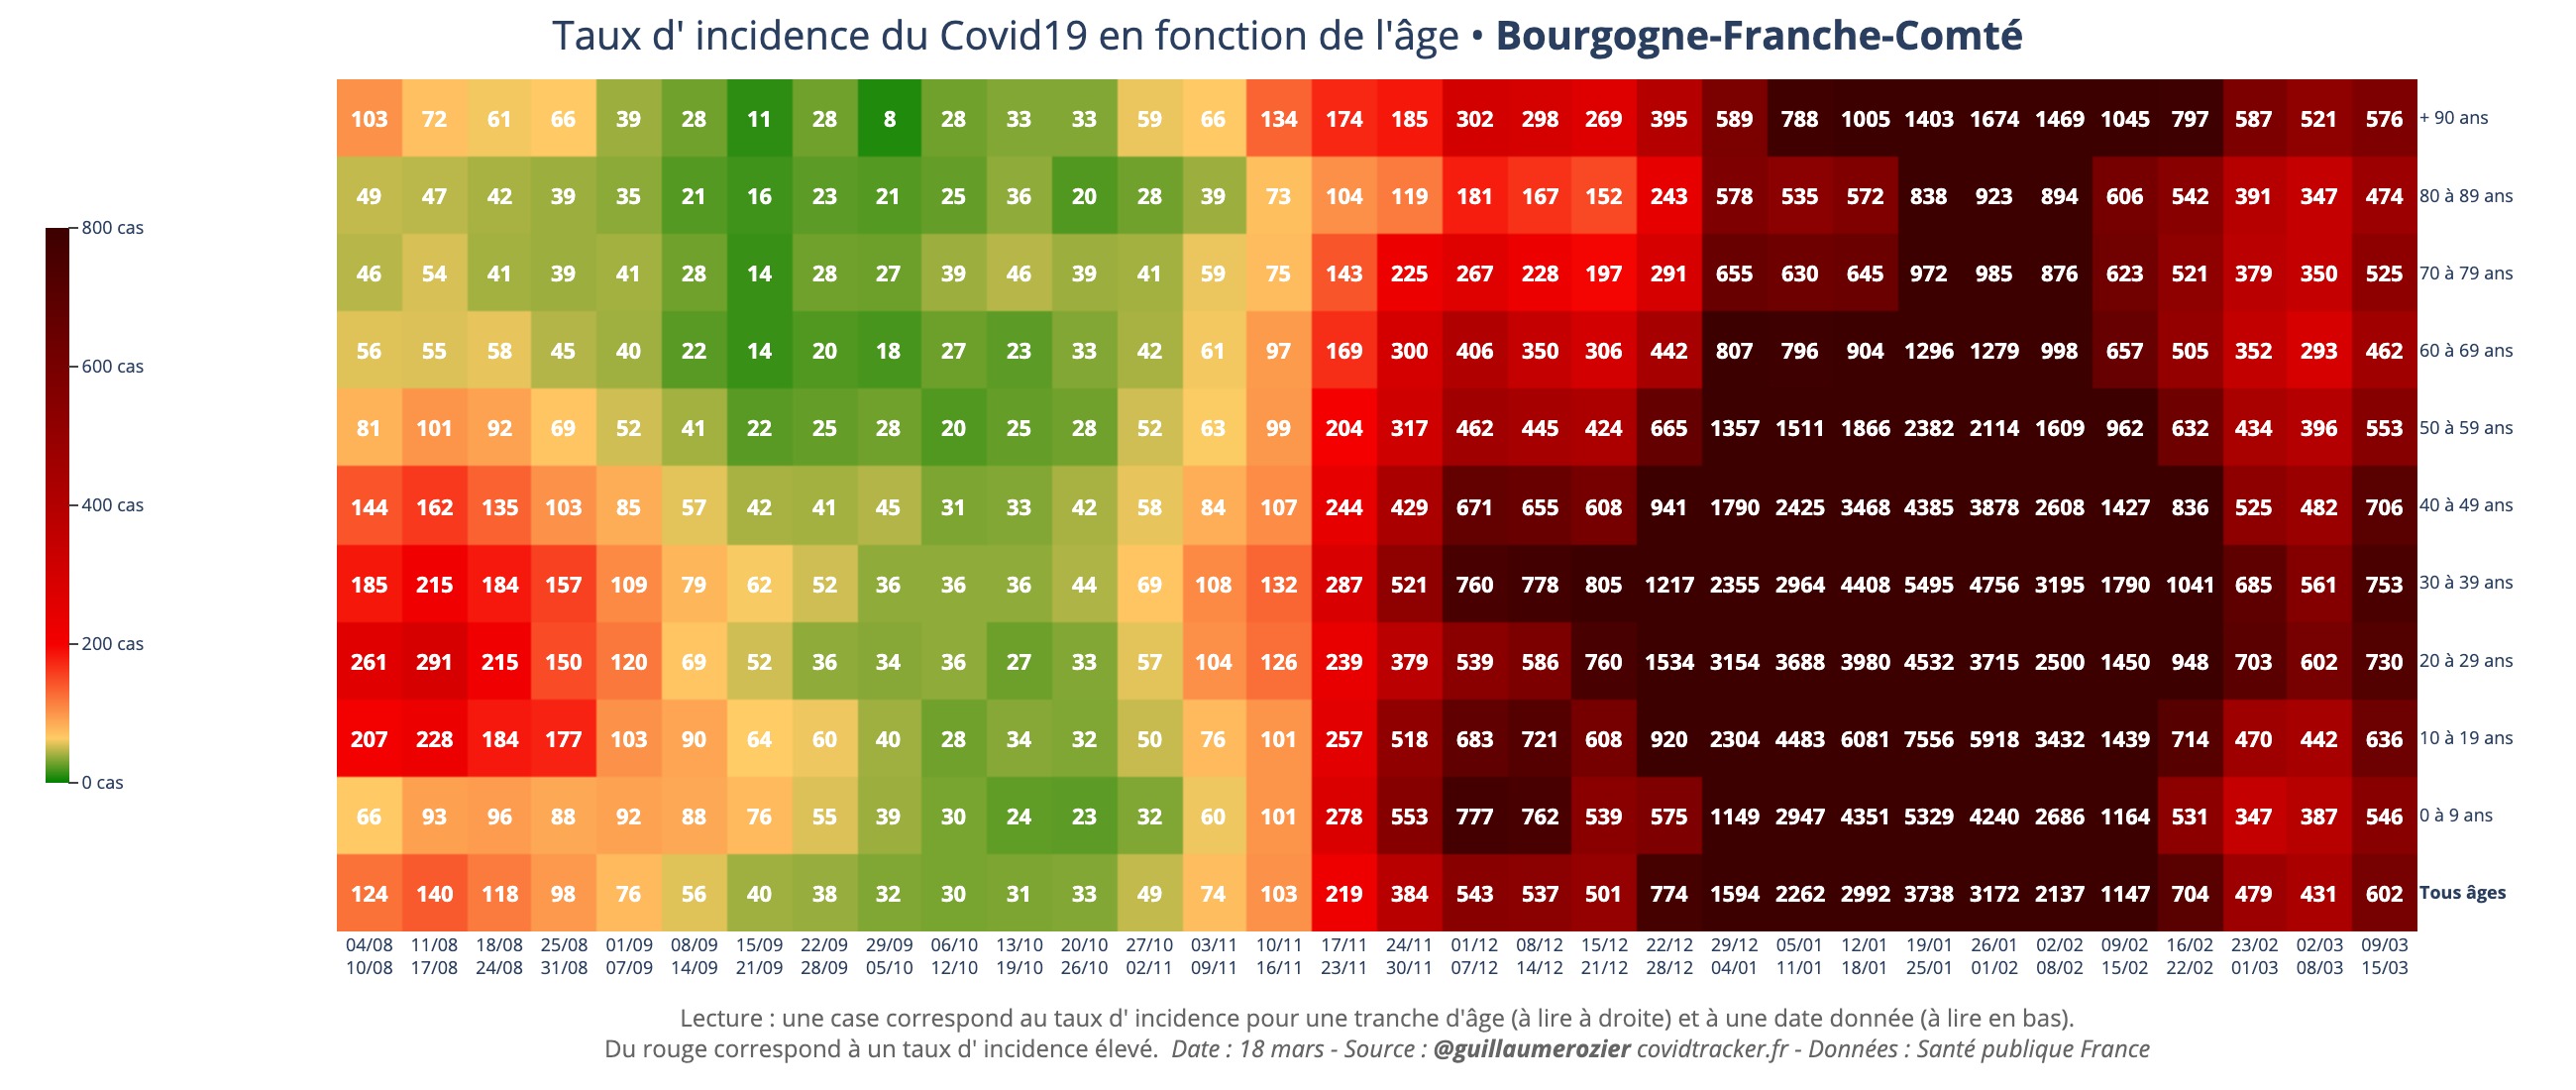 Taux d' incidence du Covid19 en fonction de l'âge • Bourgogne-Franche-Comté
800 cas
600 cas
400 cas
200 cas
0 cas
103 72 61 66 39 28 11 28 8 28 33 33 59 66 134 174 185 302 298 269 395 589 788 1005 1403 1674 1469 1045 797 587 521 576 + 90 ans
49 47 42 39 35 21 16 23 21 25 36 20 28 39 73 104 119 181 167 152 243 578 535 572 838 923 894 606 542 391 347 474 80 à 89 ans
46 54 41 39 41 28 14 28 27 39 46 39 41 59 75 143 225 267 228 197 291 655 630 645 972 985 876 623 521 379 350 525 70 à 79 ans
56 55 58 45 40 22 14 20 18 27 23 33 42 61 97 169 300 406 350 306 442 807 796 904 1296 1279 998 657 505 352 293 462 60 à 69 ans
81 101 92 69 52 41 22 25 28 20 25 28 52 63 99 204 317 462 445 424 665 1357 1511 1866 2382 2114 1609 962 632 434 396 553 50 à 59 ans
144 162 135 103 85 57 42 41 45 31 33 42 58 84 107 244 429 671 655 608 941 1790 2425 3468 4385 3878 2608 1427 836 525 482 706 40 à 49 ans
185 215 184 157 109 79 62 52 36 36 36 44 69 108 132 287 521 760 778 805 1217 2355 2964 4408 5495 4756 3195 1790 1041 685 561 753 30 à 39 ans
261 291 215 150 120 69 52 36 34 36 27 33 57 104 126 239 379 539 586 760 1534 3154 3688 3980 4532 3715 2500 1450 948 703 602 730 20 à 29 ans
207 228 184 177 103 90 64 60 40 28 34 32 50 76 101 257 518 683 721 608 920 2304 4483 6081 7556 5918 3432 1439 714 470 442 636 10 à 19 ans
66 93 96 88 92 88 76 55 39 30 24 23 32 60 101 278 553 777 762 539 575 1149 2947 4351 5329 4240 2686 1164 531 347 387 546 0 à 9 ans
124 140 118 98 76 56 40 38 32 30 31 33 49 74 103 219 384 543 537 501 774 1594 2262 2992 3738 3172 2137 1147 704 479 431 602 Tous âges
04/08 11/08 18/08 25/08 01/09 08/09 15/09 22/09 29/09 06/10 13/10 20/10 27/10 03/11 10/11 17/11 24/11 01/12 08/12 15/12 22/12 29/12 05/01 12/01 19/01 26/01 02/02 09/02 16/02 23/02 02/03 09/03
10/08 17/08 24/08 31/08 07/09 14/09 21/09 28/09 05/10 12/10 19/10 26/10 02/11 09/11 16/11 23/11 30/11 07/12 14/12 21/12 28/12 04/01 11/01 18/01 25/01 01/02 08/02 15/02 22/02 01/03 08/03 15/03
Lecture : une case correspond au taux d' incidence pour une tranche d'âge (à lire à droite) et à une date donnée (à lire en bas).
Du rouge correspond à un taux d' incidence élevé. Date : 18 mars - Source : @guillaumerozier covidtracker.fr - Données : Santé publique France